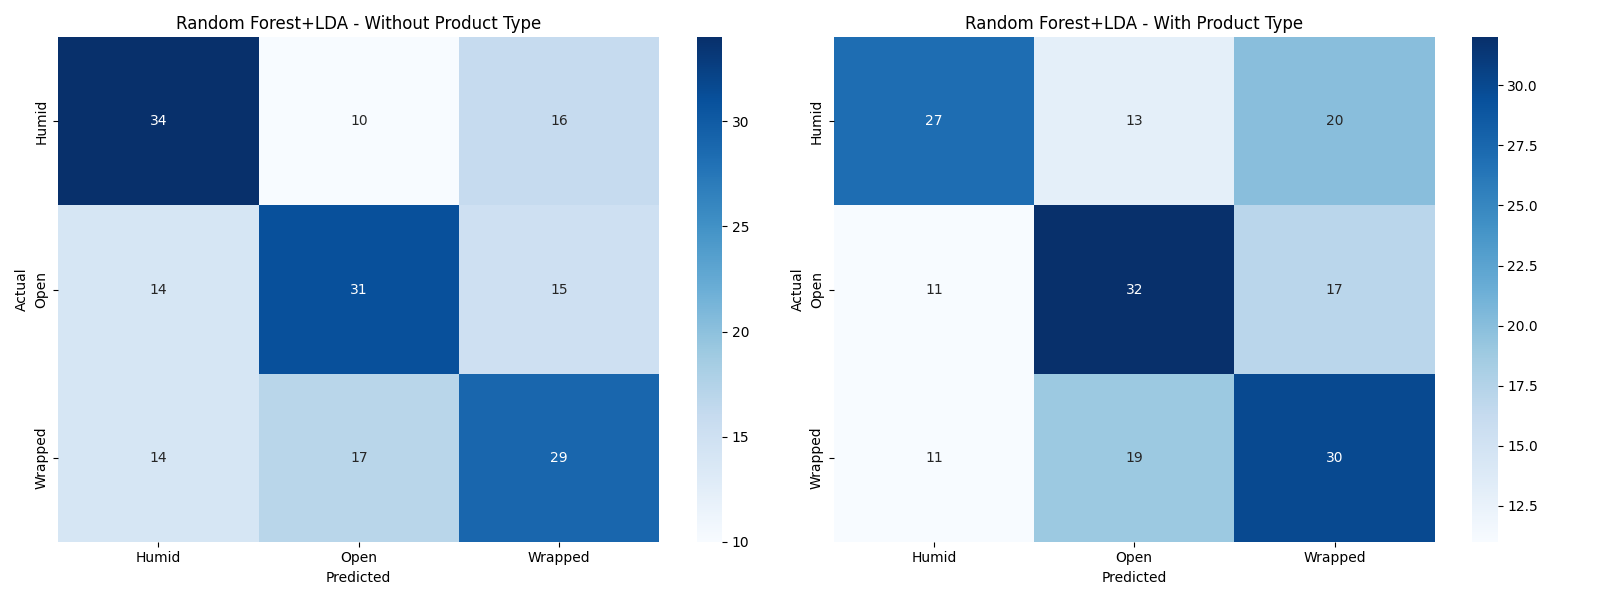 Random Forest+LDA - Without Product Type
Actual
Humid
Open
Wrapped
34 10 16
14 31 15
14 17 29
Humid Open Wrapped
Predicted
30
25
20
15
10
Random Forest+LDA - With Product Type
Actual
Humid
Open
Wrapped
27 13 20
11 32 17
11 19 30
Humid Open Wrapped
Predicted
30.0
27.5
25.0
22.5
20.0
17.5
15.0
12.5